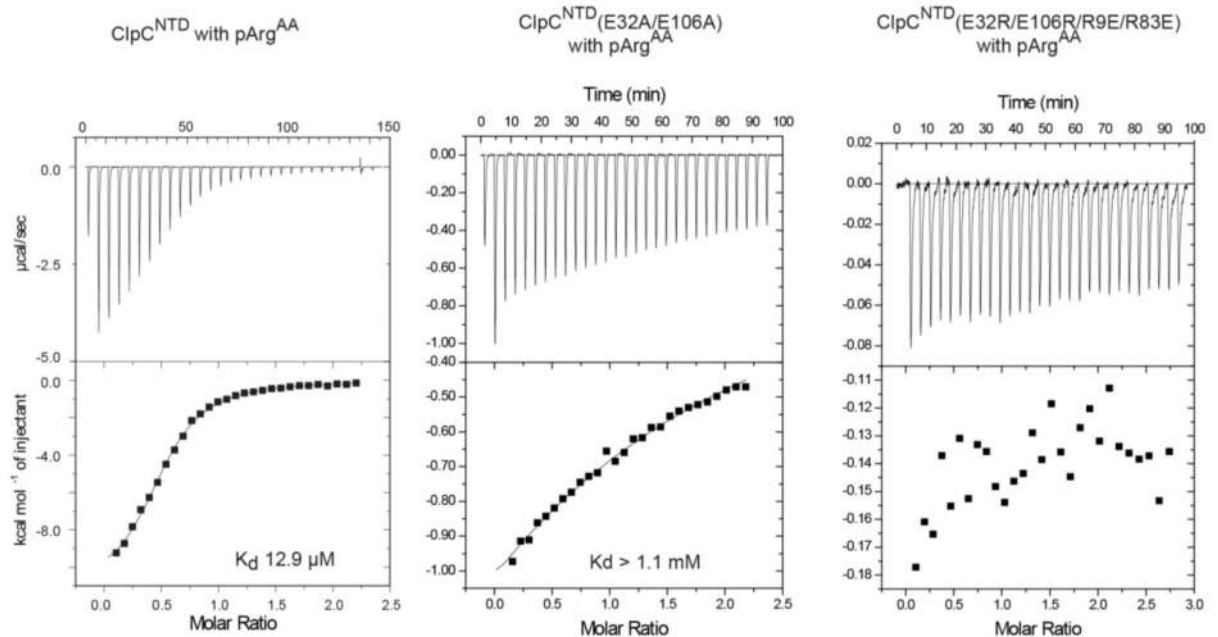 ClpC^NTD with pArg^AA
0 50 100 150
0.0
-2.5
-5.0
µcal/sec
0.0
-4.0
-8.0
kcal mol⁻¹ of injectant
K_d 12.9 µM
0.0 0.5 1.0 1.5 2.0 2.5
Molar Ratio
ClpC^NTD(E32A/E106A)
with pArg^AA
Time (min)
0 10 20 30 40 50 60 70 80 90 100
0.00
-0.20
-0.40
-0.60
-0.80
-1.00
-0.40
-0.50
-0.60
-0.70
-0.80
-0.90
-1.00
Kd > 1.1 mM
0.0 0.5 1.0 1.5 2.0 2.5
Molar Ratio
ClpC^NTD(E32R/E106R/R9E/R83E)
with pArg^AA
Time (min)
0 10 20 30 40 50 60 70 80 90 100
0.02
0.00
-0.02
-0.04
-0.06
-0.08
-0.11
-0.12
-0.13
-0.14
-0.15
-0.16
-0.17
-0.18
0.0 0.5 1.0 1.5 2.0 2.5 3.0
Molar Ratio